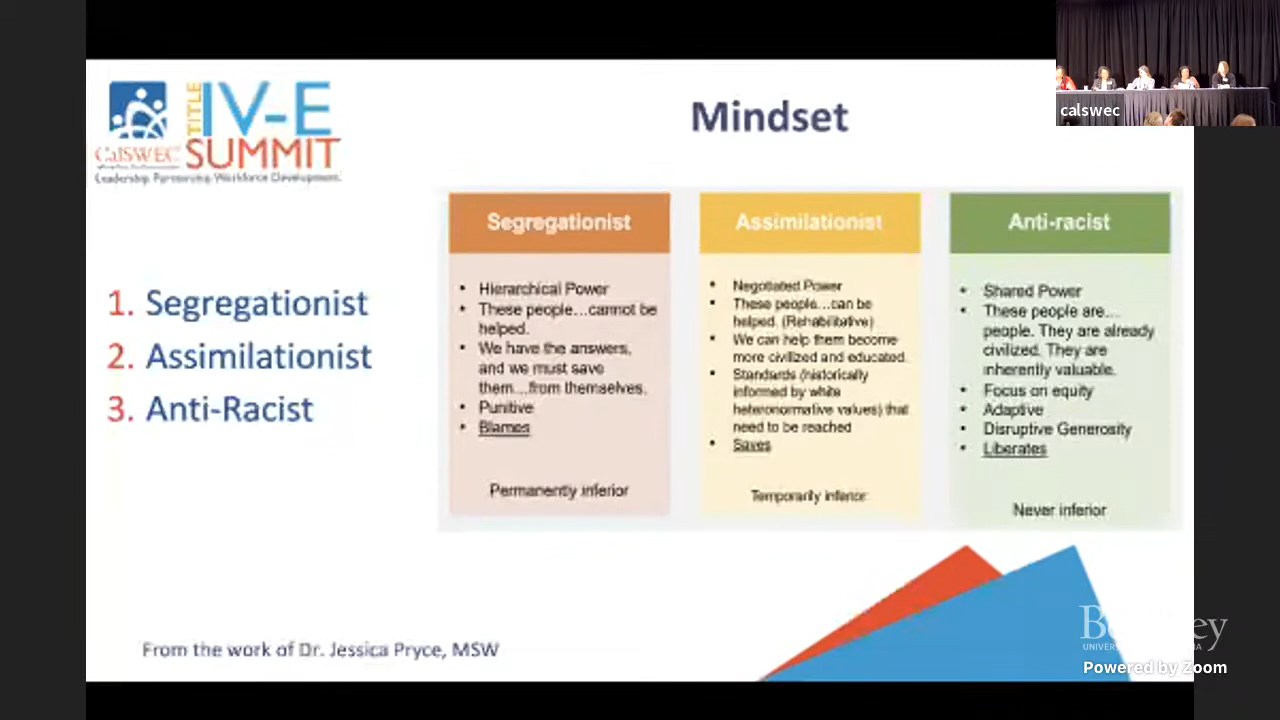 TITLE IV-E
CalSWEC SUMMIT
Leadership. Partnership. Workforce Development.
Mindset
calswec
1. Segregationist
2. Assimilationist
3. Anti-Racist
Segregationist
• Hierarchical Power
• These people...cannot be
helped.
• We have the answers,
and we must save
them...from themselves.
• Punitive
• Blames
Permanently inferior
Assimilationist
• Negotiated Power
• These people...can be
helped. (Rehabilitative)
• We can help them become
more civilized and educated.
• Standards (historically
informed by white
heteronormative values) that
need to be reached
• Saves
Temporarily inferior
Anti-racist
• Shared Power
• These people are...
people. They are already
civilized. They are
inherently valuable.
• Focus on equity
• Adaptive
• Disruptive Generosity
• Liberates
Never inferior
From the work of Dr. Jessica Pryce, MSW
Powered by Zoom